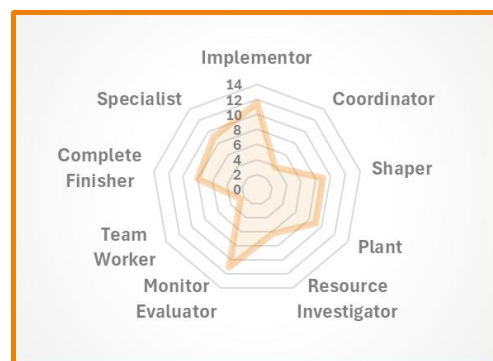 Implementor
14
12
10
8
6
4
2
0
Specialist
Coordinator
Complete
Finisher
Shaper
Team
Worker
Plant
Monitor
Evaluator
Resource
Investigator